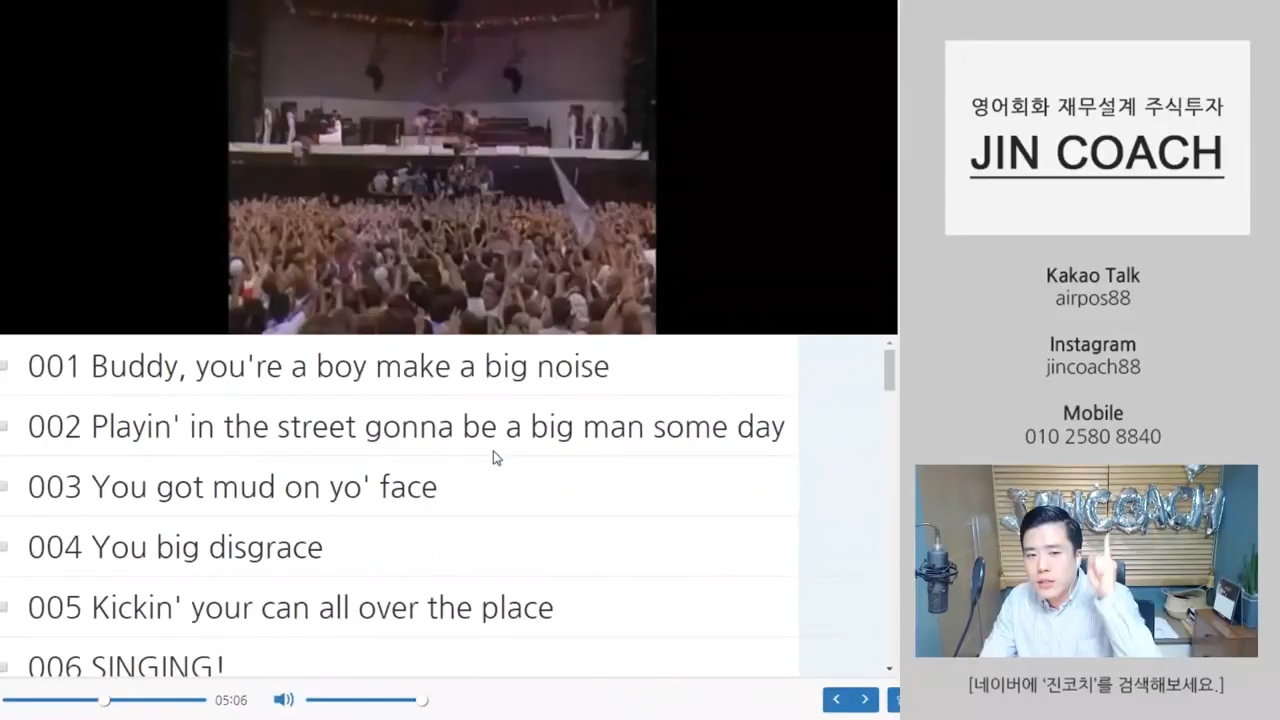 001 Buddy, you're a boy make a big noise
002 Playin' in the street gonna be a big man some day
003 You got mud on yo' face
004 You big disgrace
005 Kickin' your can all over the place
006 SINGING!
05:06
영어회화 재무설계 주식투자
JIN COACH
Kakao Talk
airpos88
Instagram
jincoach88
Mobile
010 2580 8840
JINCOACH
[네이버에 '진코치'를 검색해보세요.]